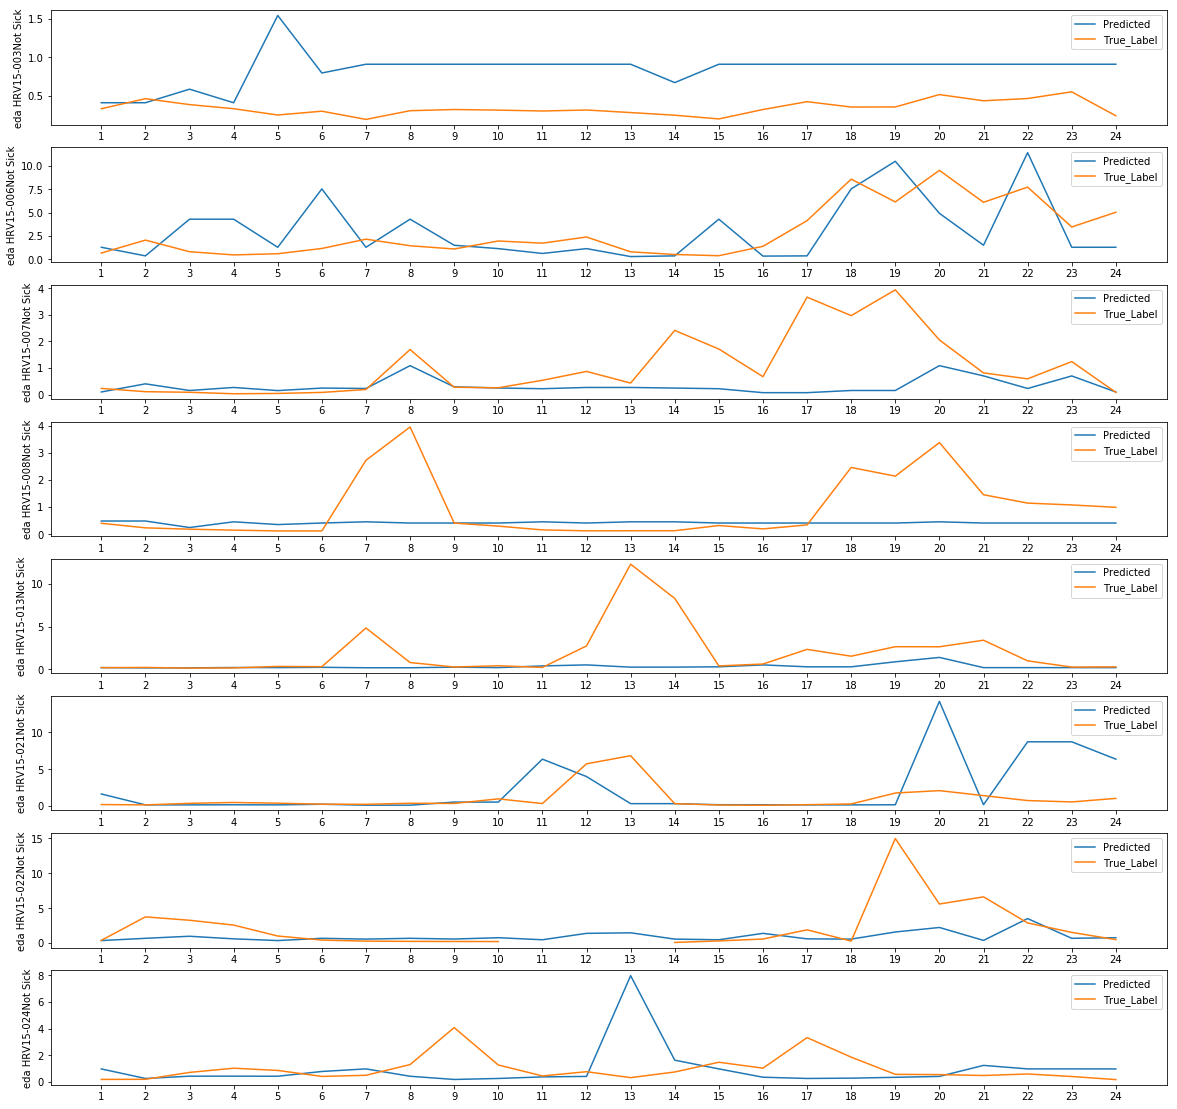 eda HRV15-003Not Sick
1.5
1.0
0.5
Predicted
True_Label
1 2 3 4 5 6 7 8 9 10 11 12 13 14 15 16 17 18 19 20 21 22 23 24
eda HRV15-006Not Sick
10.0
7.5
5.0
2.5
0.0
Predicted
True_Label
1 2 3 4 5 6 7 8 9 10 11 12 13 14 15 16 17 18 19 20 21 22 23 24
eda HRV15-007Not Sick
4
3
2
1
0
Predicted
True_Label
1 2 3 4 5 6 7 8 9 10 11 12 13 14 15 16 17 18 19 20 21 22 23 24
eda HRV15-008Not Sick
4
3
2
1
0
Predicted
True_Label
1 2 3 4 5 6 7 8 9 10 11 12 13 14 15 16 17 18 19 20 21 22 23 24
eda HRV15-013Not Sick
10
5
0
Predicted
True_Label
1 2 3 4 5 6 7 8 9 10 11 12 13 14 15 16 17 18 19 20 21 22 23 24
eda HRV15-021Not Sick
10
5
0
Predicted
True_Label
1 2 3 4 5 6 7 8 9 10 11 12 13 14 15 16 17 18 19 20 21 22 23 24
eda HRV15-022Not Sick
15
10
5
0
Predicted
True_Label
1 2 3 4 5 6 7 8 9 10 11 12 13 14 15 16 17 18 19 20 21 22 23 24
eda HRV15-024Not Sick
8
6
4
2
0
Predicted
True_Label
1 2 3 4 5 6 7 8 9 10 11 12 13 14 15 16 17 18 19 20 21 22 23 24